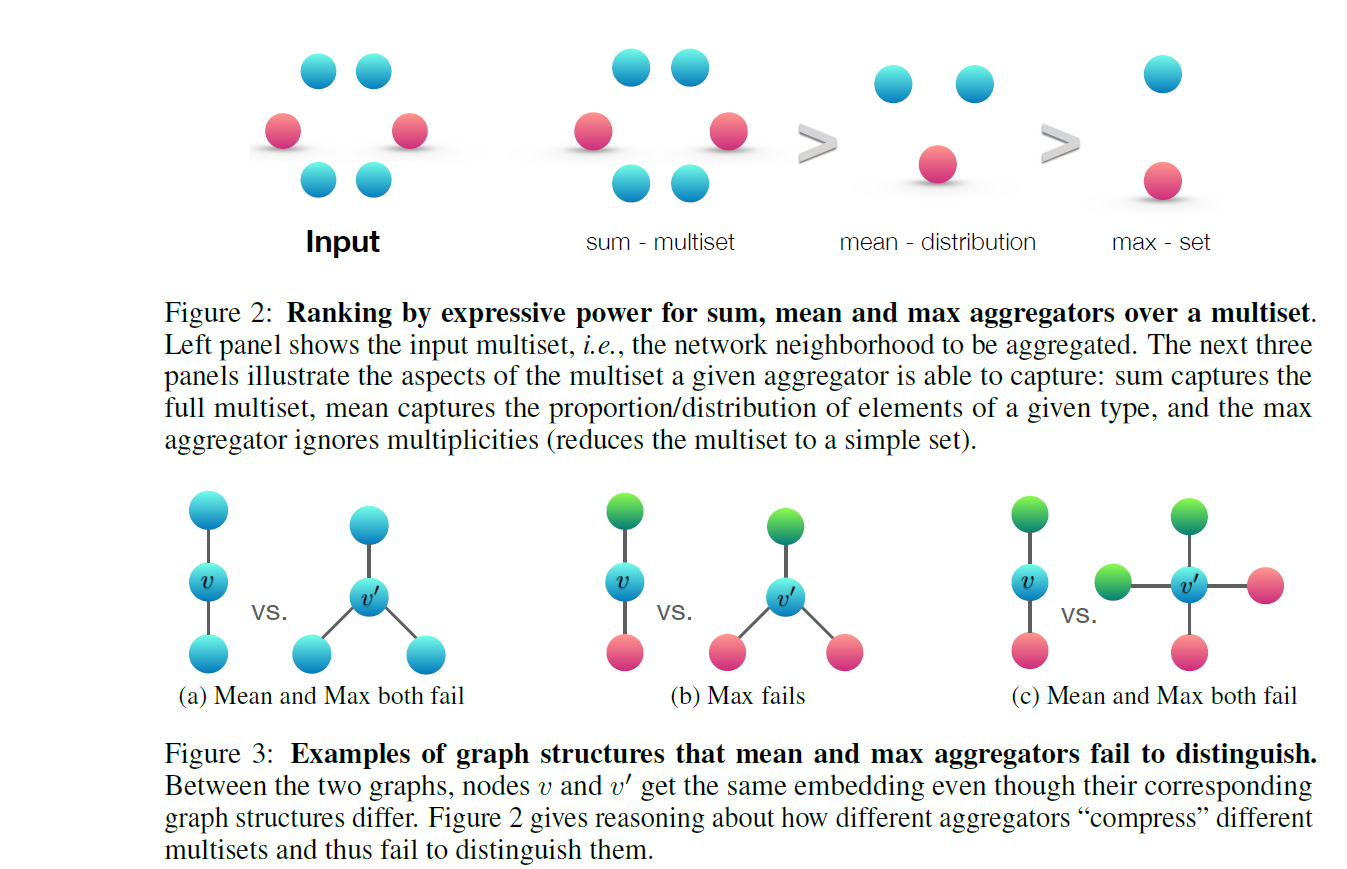 Input
sum - multiset
>
mean - distribution
>
max - set
Figure 2: Ranking by expressive power for sum, mean and max aggregators over a multiset.
Left panel shows the input multiset, i.e., the network neighborhood to be aggregated. The next three
panels illustrate the aspects of the multiset a given aggregator is able to capture: sum captures the
full multiset, mean captures the proportion/distribution of elements of a given type, and the max
aggregator ignores multiplicities (reduces the multiset to a simple set).
v
vs.
v′
(a) Mean and Max both fail
v
vs.
v′
(b) Max fails
v
vs.
v′
(c) Mean and Max both fail
Figure 3: Examples of graph structures that mean and max aggregators fail to distinguish.
Between the two graphs, nodes v and v′ get the same embedding even though their corresponding
graph structures differ. Figure 2 gives reasoning about how different aggregators “compress” different
multisets and thus fail to distinguish them.